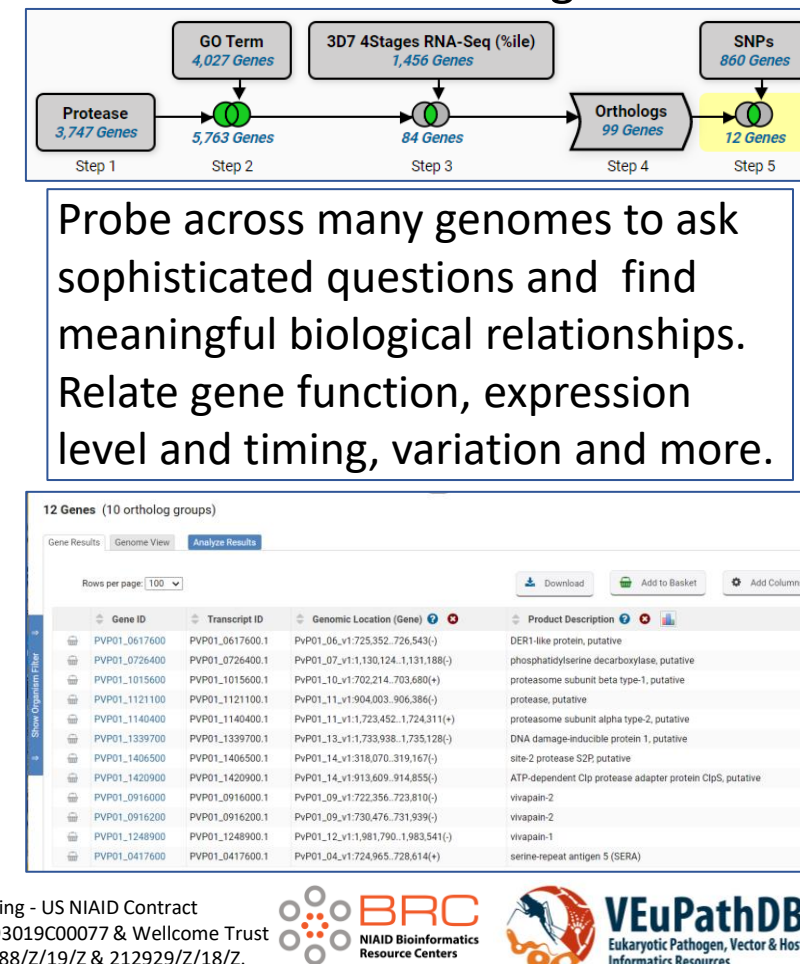 GO Term
4,027 Genes
3D7 4Stages RNA-Seq (%ile)
1,456 Genes
SNPs
860 Genes
Protease
3,747 Genes
5,763 Genes
84 Genes
Orthologs
99 Genes
12 Genes
Step 1 Step 2 Step 3 Step 4 Step 5
Probe across many genomes to ask
sophisticated questions and find
meaningful biological relationships.
Relate gene function, expression
level and timing, variation and more.
12 Genes (10 ortholog groups)
Gene Results Genome View Analyze Results
Rows per page: 100 Download Add to Basket Add Column
Show Organism Filter
Gene ID Transcript ID Genomic Location (Gene) Product Description
PVP01_0617600 PVP01_0617600.1 PvP01_06_v1:725,352..726,543(-) DER1-like protein, putative
PVP01_0726400 PVP01_0726400.1 PvP01_07_v1:1,130,124..1,131,188(-) phosphatidylserine decarboxylase, putative
PVP01_1015600 PVP01_1015600.1 PvP01_10_v1:702,214..703,680(+) proteasome subunit beta type-1, putative
PVP01_1121100 PVP01_1121100.1 PvP01_11_v1:904,003..906,386(-) protease, putative
PVP01_1140400 PVP01_1140400.1 PvP01_11_v1:1,723,452..1,724,311(+) proteasome subunit alpha type-2, putative
PVP01_1339700 PVP01_1339700.1 PvP01_13_v1:1,733,938..1,735,128(-) DNA damage-inducible protein 1, putative
PVP01_1406500 PVP01_1406500.1 PvP01_14_v1:318,070..319,167(-) site-2 protease S2P, putative
PVP01_1420900 PVP01_1420900.1 PvP01_14_v1:913,609..914,855(-) ATP-dependent Clp protease adapter protein ClpS, putative
PVP01_0916000 PVP01_0916000.1 PvP01_09_v1:722,356..723,810(-) vivapain-2
PVP01_0916200 PVP01_0916200.1 PvP01_09_v1:730,476..731,939(-) vivapain-2
PVP01_1248900 PVP01_1248900.1 PvP01_12_v1:1,981,790..1,983,541(-) vivapain-1
PVP01_0417600 PVP01_0417600.1 PvP01_04_v1:724,965..728,614(+) serine-repeat antigen 5 (SERA)
ing - US NIAID Contract
93019C00077 & Wellcome Trust
88/Z/19/Z & 212929/Z/18/Z.
BRC
NIAID Bioinformatics
Resource Centers
VEuPathDB
Eukaryotic Pathogen, Vector & Host
Informatics Resources